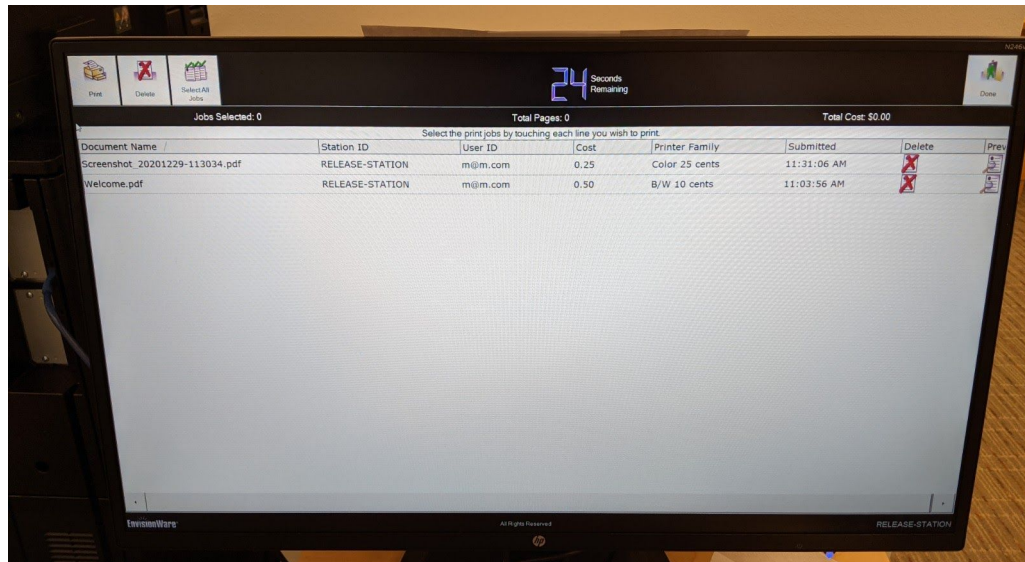 N246v
Print
Delete
Select All
Jobs
24 Seconds
Remaining
Done
Jobs Selected: 0 Total Pages: 0 Total Cost: $0.00
Select the print jobs by touching each line you wish to print.
Document Name Station ID User ID Cost Printer Family Submitted Delete Prev
Screenshot_20201229-113034.pdf RELEASE-STATION m@m.com 0.25 Color 25 cents 11:31:06 AM
Welcome.pdf RELEASE-STATION m@m.com 0.50 B/W 10 cents 11:03:56 AM
EnvisionWare All Rights Reserved RELEASE-STATION
hp